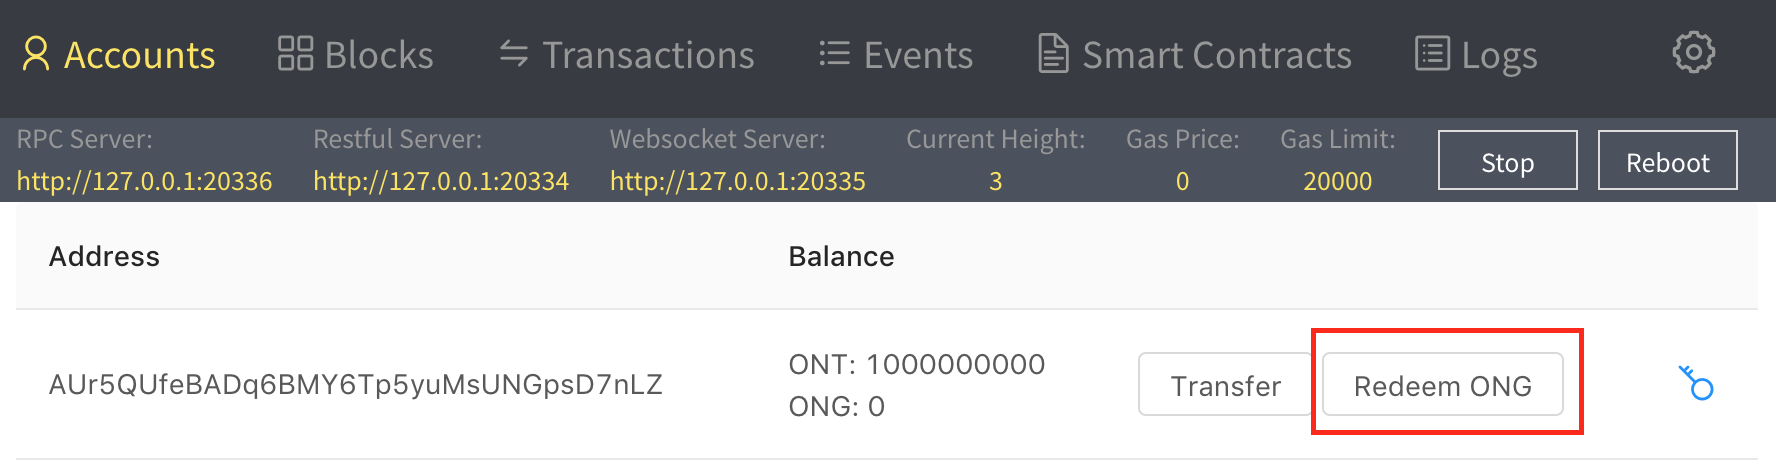 Accounts Blocks Transactions Events Smart Contracts Logs
RPC Server: Restful Server: Websocket Server: Current Height: Gas Price: Gas Limit:
http://127.0.0.1:20336 http://127.0.0.1:20334 http://127.0.0.1:20335 3 0 20000 Stop Reboot
Address Balance
AUr5QUfeBADq6BMY6Tp5yuMsUNGpsD7nLZ ONT: 1000000000 Transfer Redeem ONG
ONG: 0